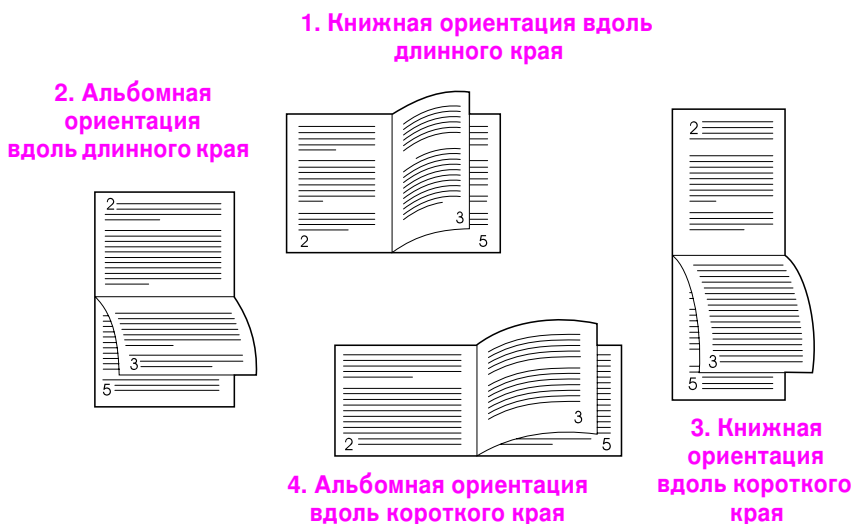 1. Книжная ориентация вдоль
длинного края
2. Альбомная
ориентация
вдоль длинного края
2
3
5
2
3
5
2
3
5
2
3
5
3. Книжная
ориентация
вдоль короткого
края
4. Альбомная ориентация
вдоль короткого края